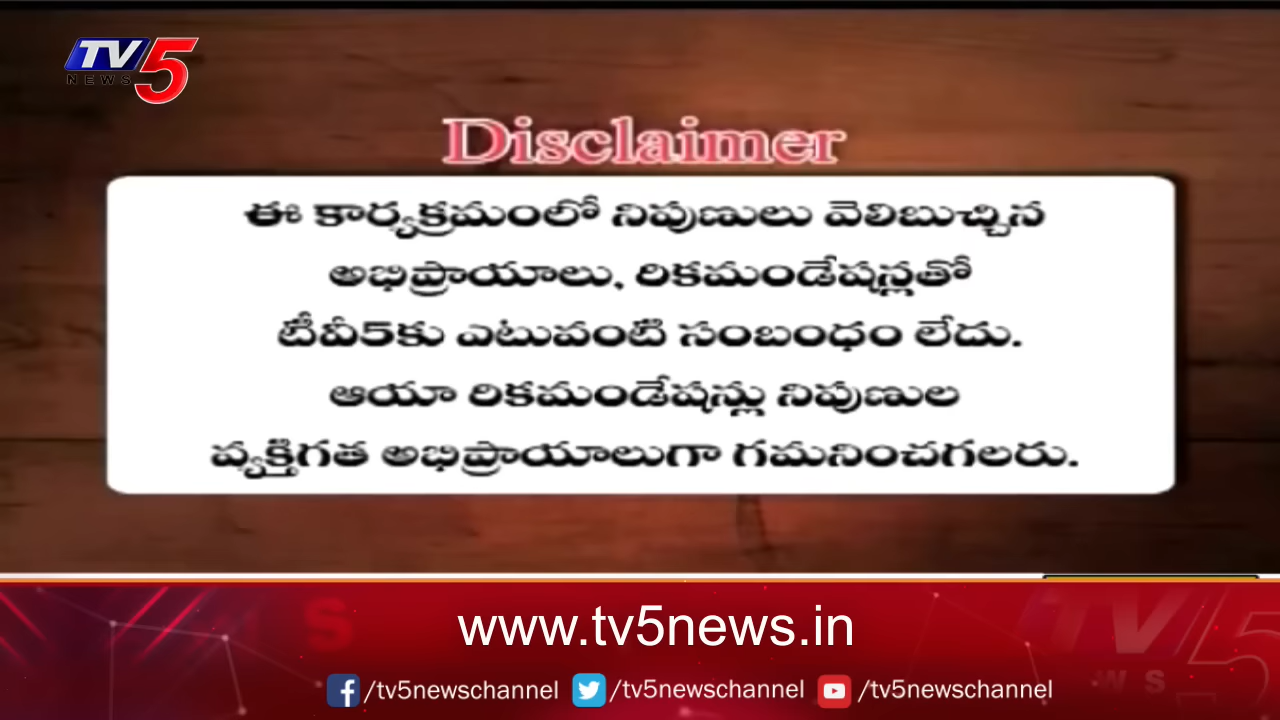 TV5
NEWS
Disclaimer
ఈ కార్యక్రమంలో నిపుణులు వెలిబుచ్చిన
అభిప్రాయాలు, రికమండేషన్లతో
టీవీ5కు ఎటువంటి సంబంధం లేదు.
ఆయా రికమండేషన్లు నిపుణుల
వ్యక్తిగత అభిప్రాయాలుగా గమనించగలరు.
www.tv5news.in
/tv5newschannel /tv5newschannel /tv5newschannel